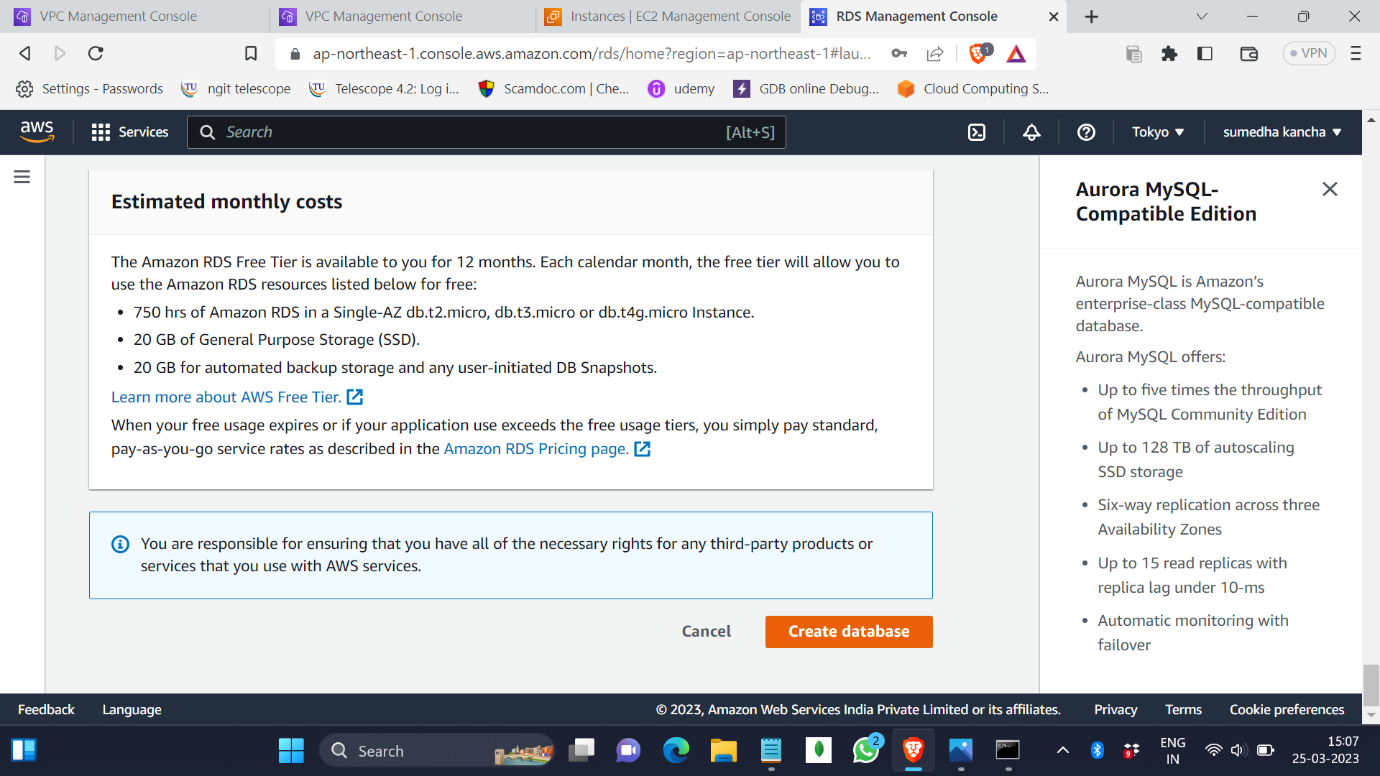 VPC Management Console
VPC Management Console
Instances | EC2 Management Console
RDS Management Console
ap-northeast-1.console.aws.amazon.com/rds/home?region=ap-northeast-1#lau...
1
VPN
Settings - Passwords
TU ngit telescope
TU Telescope 4.2: Log i...
Scamdoc.com | Che...
udemy
GDB online Debug...
Cloud Computing S...
aws
Services
Search
[Alt+S]
Tokyo
sumedha kancha
Estimated monthly costs
The Amazon RDS Free Tier is available to you for 12 months. Each calendar month, the free tier will allow you to
use the Amazon RDS resources listed below for free:
• 750 hrs of Amazon RDS in a Single-AZ db.t2.micro, db.t3.micro or db.t4g.micro Instance.
• 20 GB of General Purpose Storage (SSD).
• 20 GB for automated backup storage and any user-initiated DB Snapshots.
Learn more about AWS Free Tier.
When your free usage expires or if your application use exceeds the free usage tiers, you simply pay standard,
pay-as-you-go service rates as described in the Amazon RDS Pricing page.
You are responsible for ensuring that you have all of the necessary rights for any third-party products or
services that you use with AWS services.
Cancel
Create database
Aurora MySQL-
Compatible Edition
Aurora MySQL is Amazon’s
enterprise-class MySQL-compatible
database.
Aurora MySQL offers:
• Up to five times the throughput
of MySQL Community Edition
• Up to 128 TB of autoscaling
SSD storage
• Six-way replication across three
Availability Zones
• Up to 15 read replicas with
replica lag under 10-ms
• Automatic monitoring with
failover
Feedback
Language
© 2023, Amazon Web Services India Private Limited or its affiliates.
Privacy
Terms
Cookie preferences
Search
2
9
ENG
IN
15:07
25-03-2023